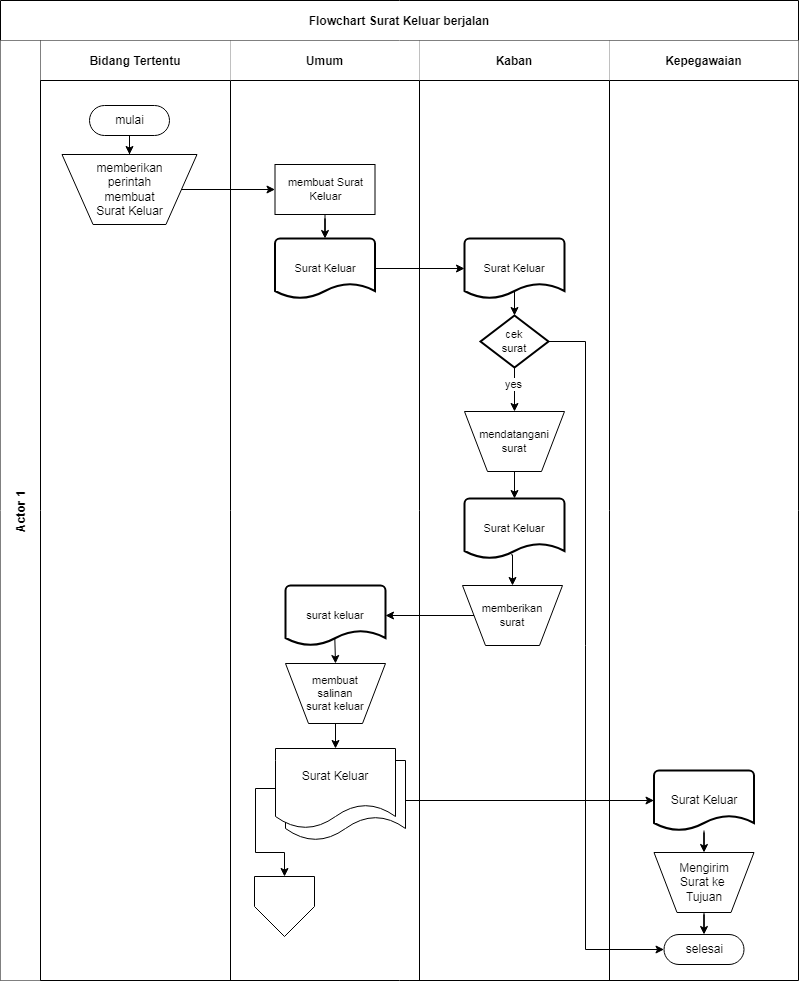 Flowchart Surat Keluar berjalan
Bidang Tertentu
Umum
Kaban
Kepegawaian
Actor 1
mulai
memberikan
perintah
membuat
Surat Keluar
membuat Surat
Keluar
Surat Keluar
Surat Keluar
cek
surat
yes
mendatangani
surat
Surat Keluar
memberikan
surat
surat keluar
membuat
salinan
surat keluar
Surat Keluar
Surat Keluar
Mengirim
Surat ke
Tujuan
selesai